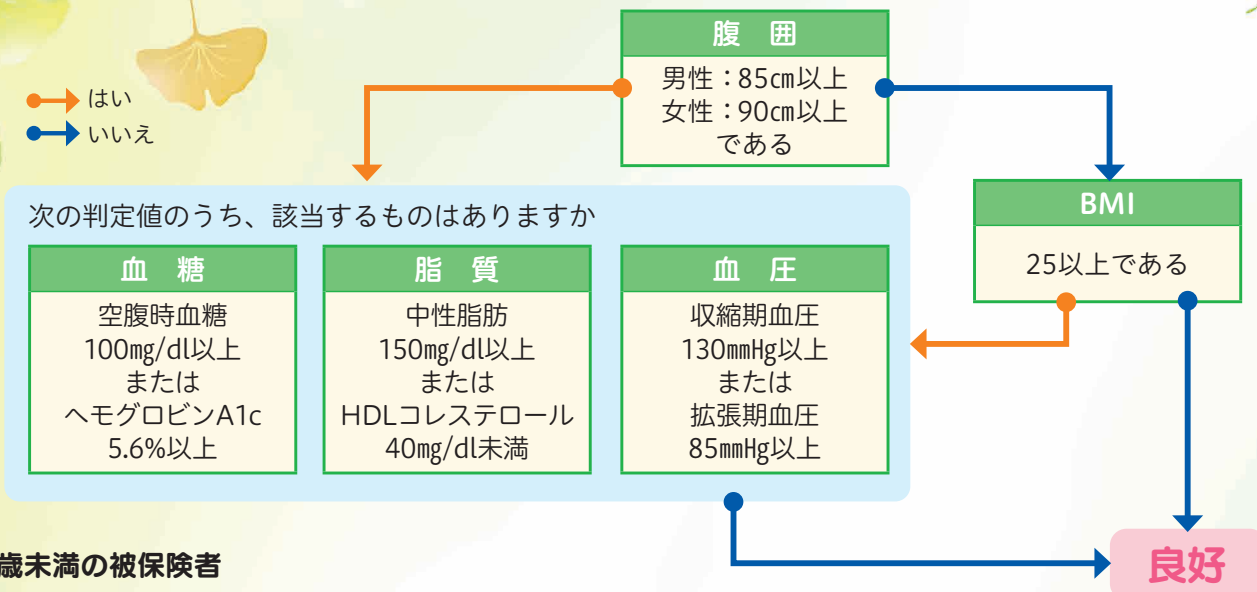 腹 囲
男性：85㎝以上
女性：90㎝以上
である
はい
いいえ
次の判定値のうち、該当するものはありますか
血 糖
空腹時血糖
100㎎/dl以上
または
ヘモグロビンA1c
5.6%以上
脂 質
中性脂肪
150㎎/dl以上
または
HDLコレステロール
40㎎/dl未満
血 圧
収縮期血圧
130㎜Hg以上
または
拡張期血圧
85㎜Hg以上
BMI
25以上である
歳未満の被保険者
良好